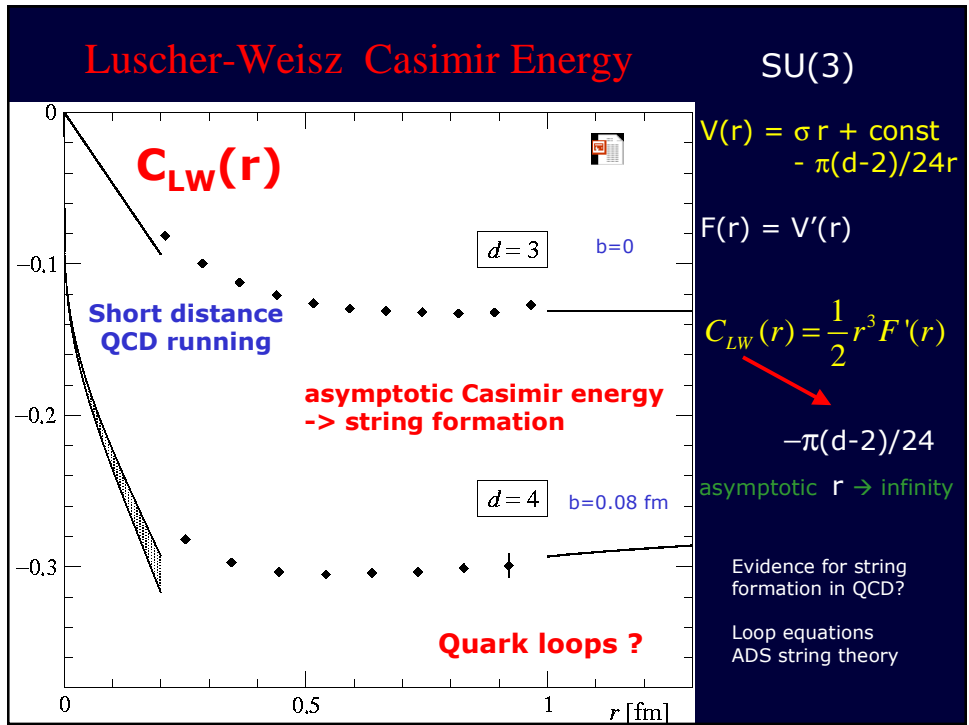 Luscher-Weisz Casimir Energy
SU(3)
0
C_LW(r)
d = 3
b=0
−0.1
Short distance
QCD running
asymptotic Casimir energy
-> string formation
−0.2
d = 4
b=0.08 fm
−0.3
Quark loops ?
0
0.5
1
r [fm]
V(r) = σ r + const
- π(d-2)/24r
F(r) = V’(r)
C_LW (r) = 1/2 r³ F '(r)
−π(d-2)/24
asymptotic r → infinity
Evidence for string
formation in QCD?
Loop equations
ADS string theory